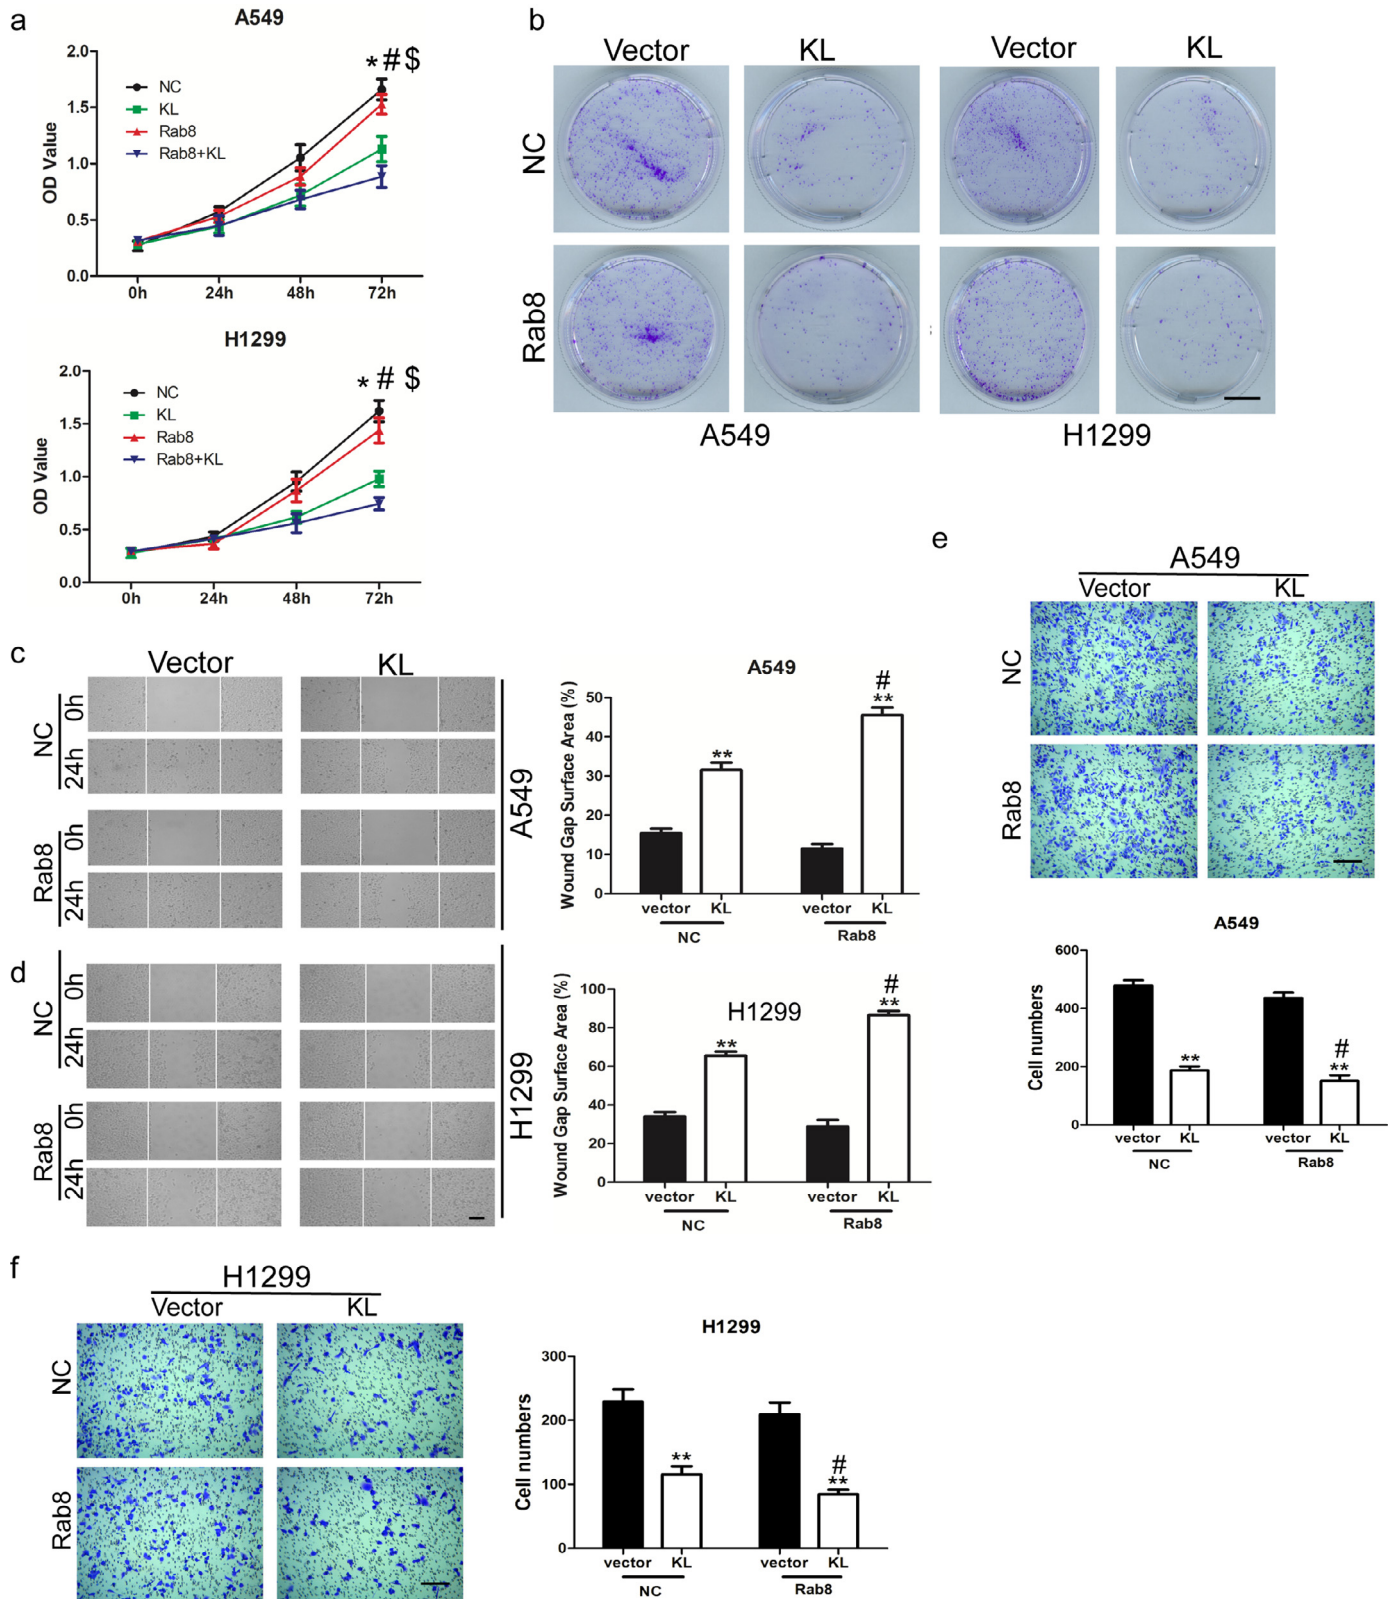 a
A549
2.0
1.5
1.0
0.5
0.0
OD Value
NC
KL
Rab8
Rab8+KL
* # $
0h 24h 48h 72h
H1299
2.0
1.5
1.0
0.5
0.0
OD Value
NC
KL
Rab8
Rab8+KL
* # $
0h 24h 48h 72h
b
Vector KL Vector KL
NC
Rab8
A549 H1299
c
Vector KL
NC
0h
24h
Rab8
0h
24h
A549
A549
Wound Gap Surface Area (%)
50
40
30
20
10
0
**
#
**
vector KL vector KL
NC Rab8
d
NC
0h
24h
Rab8
0h
24h
H1299
H1299
Wound Gap Surface Area (%)
100
80
60
40
20
0
**
#
**
vector KL vector KL
NC Rab8
e
A549
Vector KL
NC
Rab8
A549
Cell numbers
600
400
200
0
**
#
**
vector KL vector KL
NC Rab8
f
H1299
Vector KL
NC
Rab8
H1299
Cell numbers
300
200
100
0
**
#
**
vector KL vector KL
NC Rab8